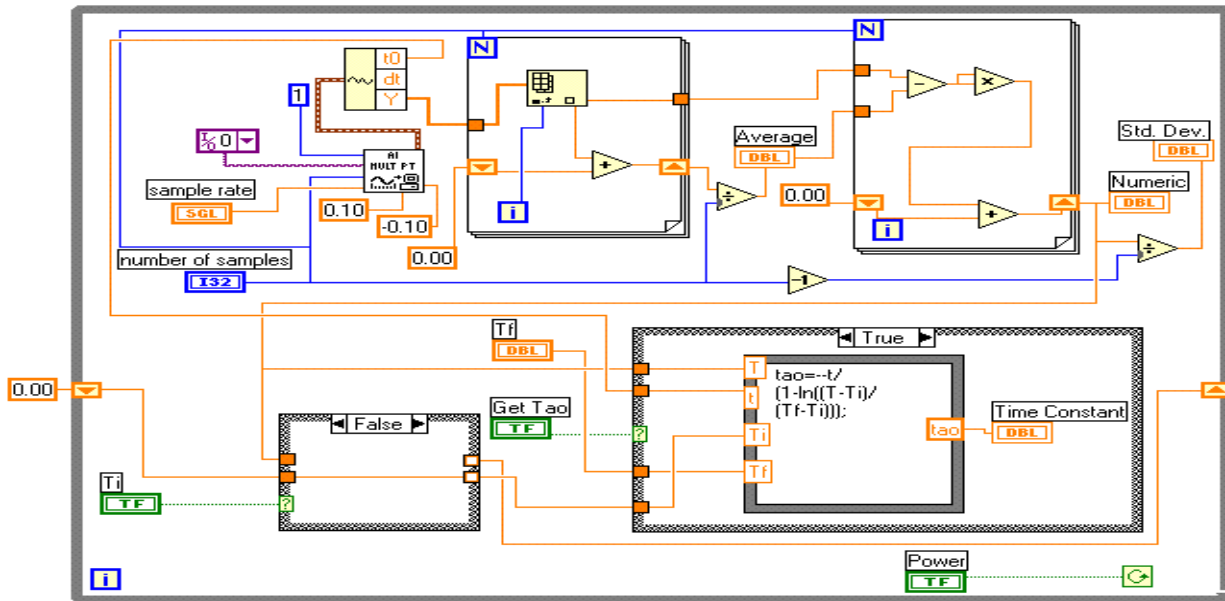 N
N
t0
dt
Y
1
I/O 0
AI
MULT PT
sample rate
SGL
0.10
-0.10
0.00
i
+
Average
DBL
÷
0.00
-
×
+
i
Std. Dev.
DBL
Numeric
DBL
÷
number of samples
I32
-1
Tf
DBL
True
T
t
Ti
Tf
tao=--t/
(1-ln((T-Ti)/
(Tf-Ti)));
tao
Time Constant
DBL
0.00
Get Tao
TF
?
False
Ti
TF
?
i
Power
TF